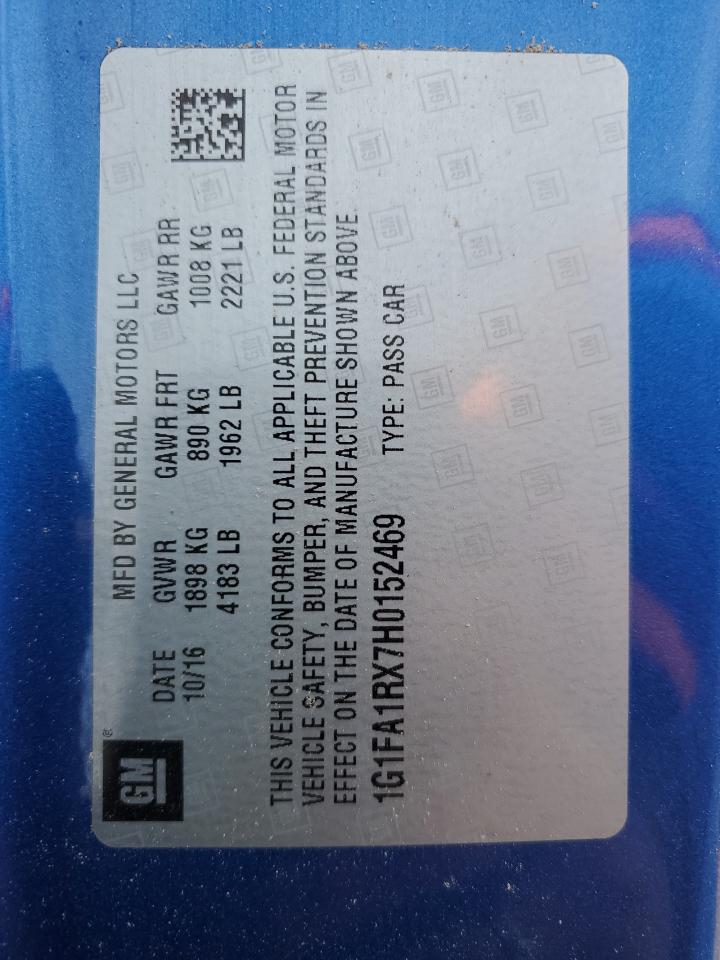 GM ®
MFD BY GENERAL MOTORS LLC
DATE GVWR GAWR FRT GAWR RR
10/16 1898 KG 890 KG 1008 KG
4183 LB 1962 LB 2221 LB
THIS VEHICLE CONFORMS TO ALL APPLICABLE U.S. FEDERAL MOTOR
VEHICLE SAFETY, BUMPER, AND THEFT PREVENTION STANDARDS IN
EFFECT ON THE DATE OF MANUFACTURE SHOWN ABOVE.
1G1FA1RX7H0152469 TYPE: PASS CAR